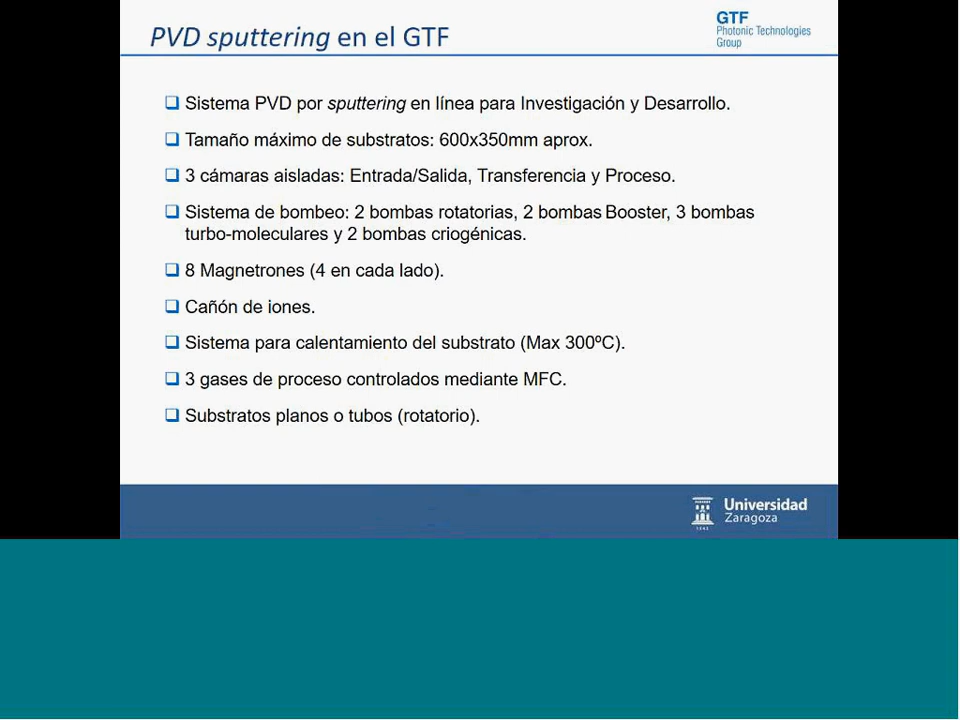 PVD sputtering en el GTF
GTF
Photonic Technologies
Group
❑ Sistema PVD por sputtering en línea para Investigación y Desarrollo.
❑ Tamaño máximo de substratos: 600x350mm aprox.
❑ 3 cámaras aisladas: Entrada/Salida, Transferencia y Proceso.
❑ Sistema de bombeo: 2 bombas rotatorias, 2 bombas Booster, 3 bombas
turbo-moleculares y 2 bombas criogénicas.
❑ 8 Magnetrones (4 en cada lado).
❑ Cañón de iones.
❑ Sistema para calentamiento del substrato (Max 300ºC).
❑ 3 gases de proceso controlados mediante MFC.
❑ Substratos planos o tubos (rotatorio).
Universidad
Zaragoza
1542